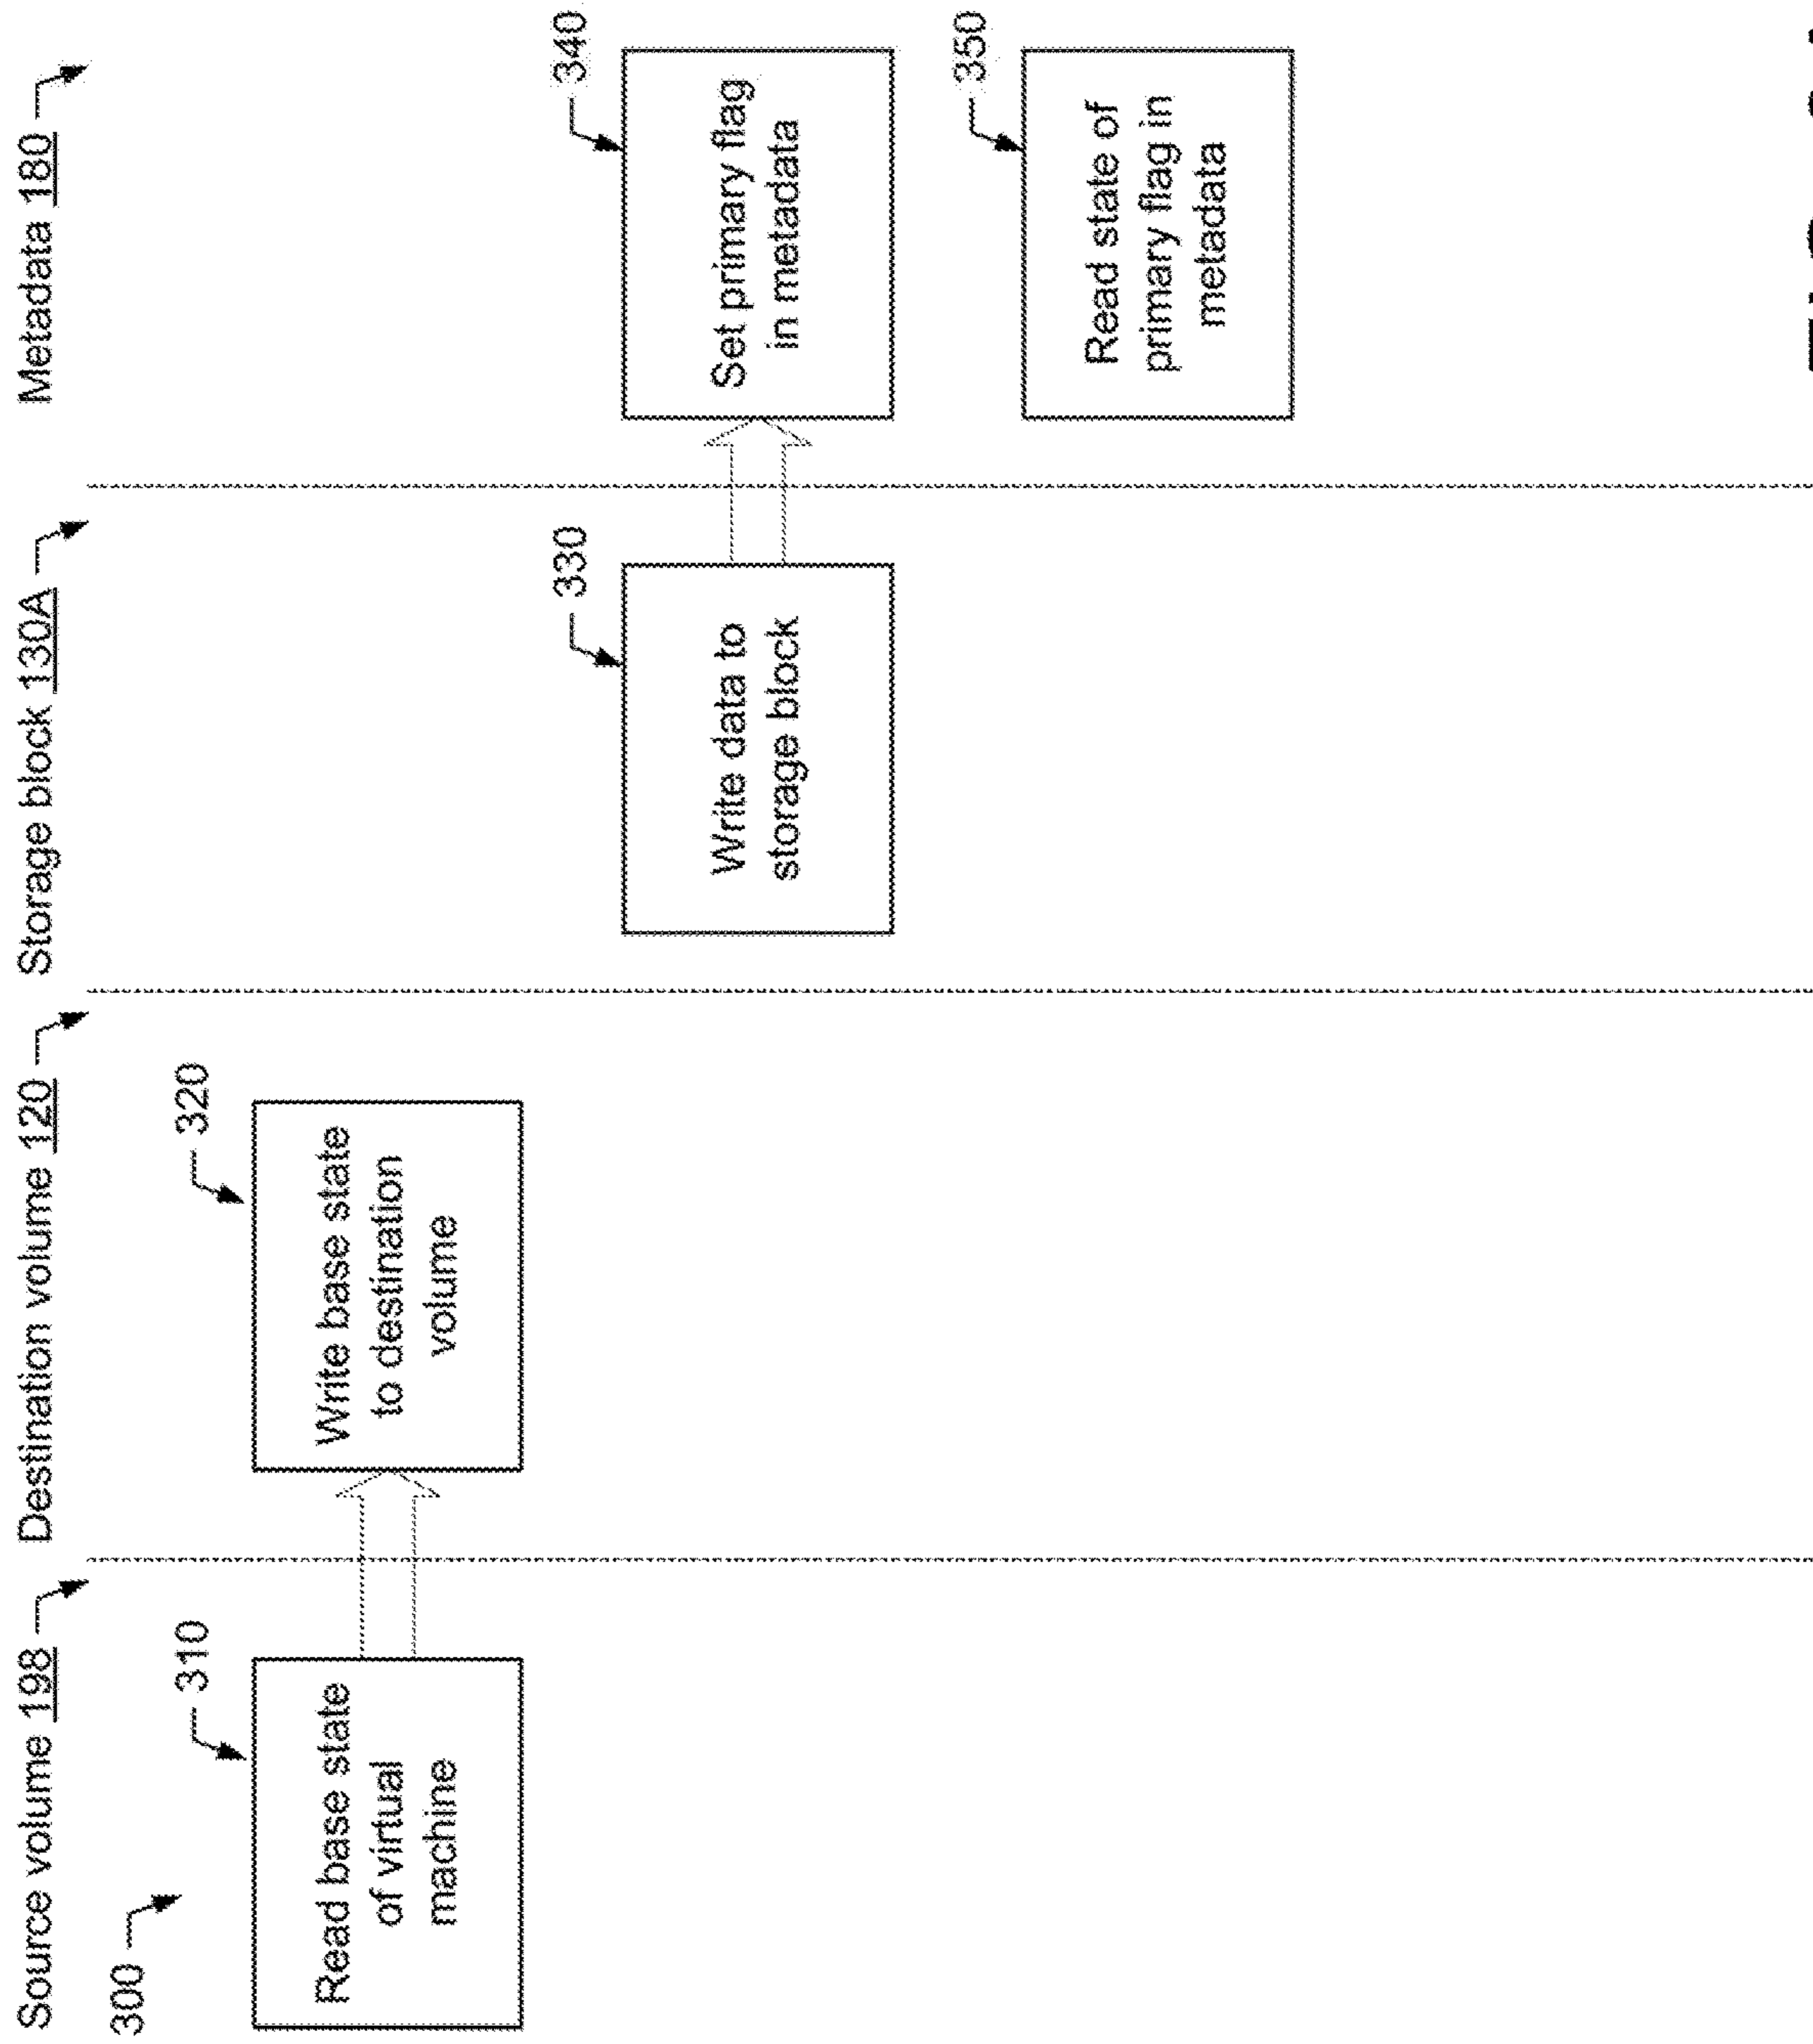 Source volume 198
Destination volume 120
Storage block 130A
Metadata 180
300
310
Read base state
of virtual
machine
320
Write base state
to destination
volume
330
Write data to
storage block
340
Set primary flag
in metadata
350
Read state of
primary flag in
metadata